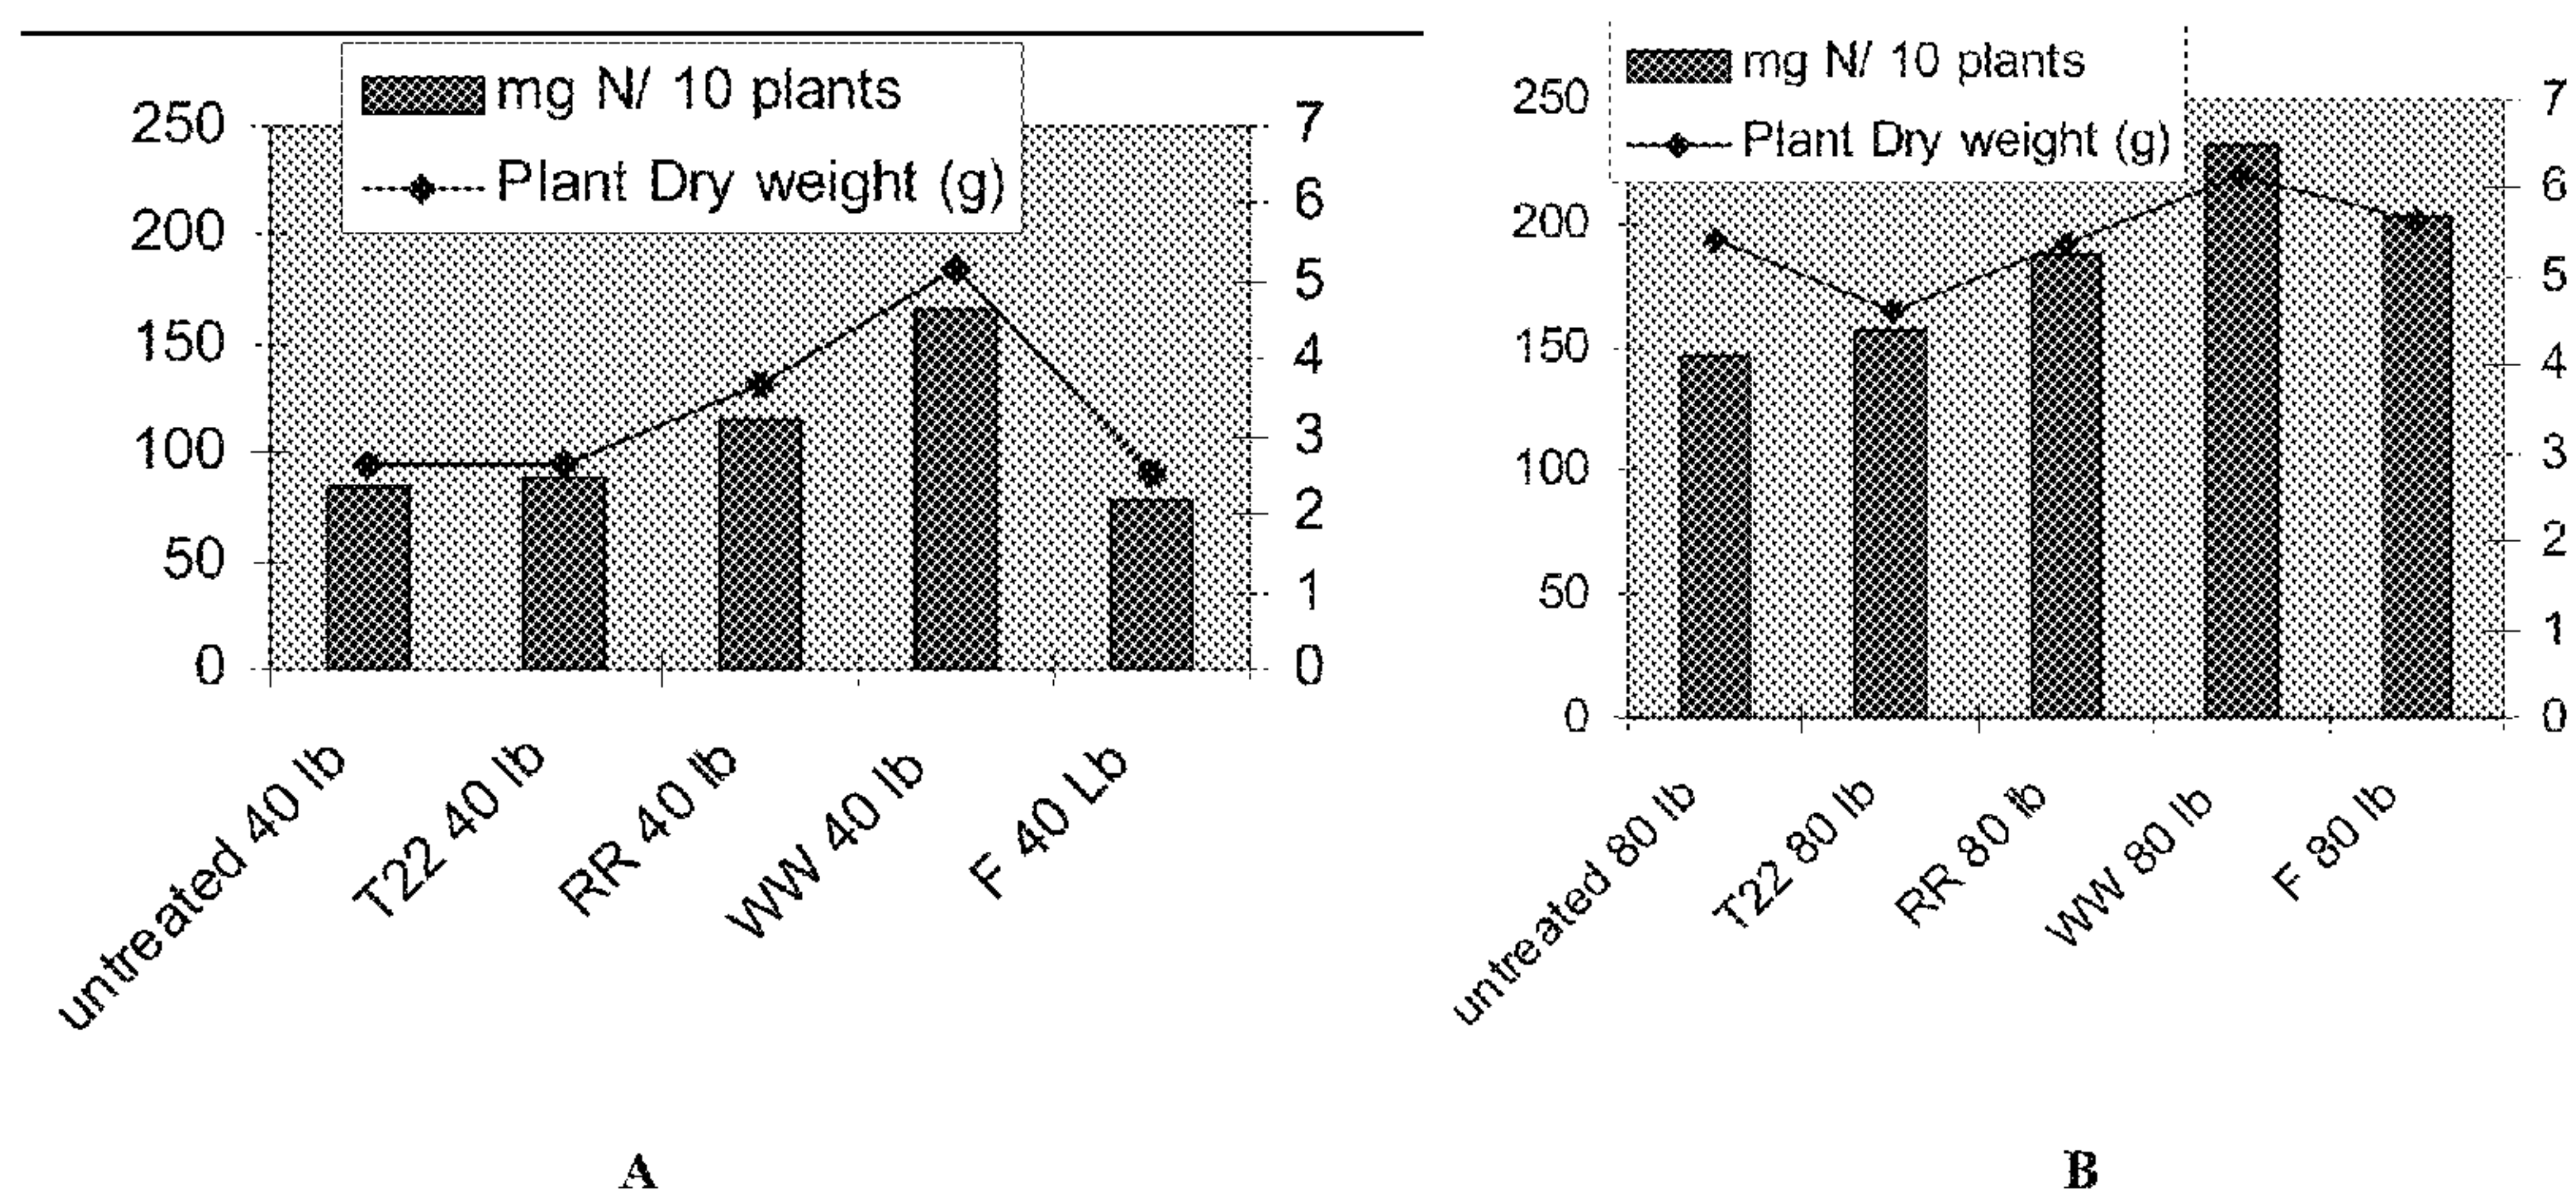 mg N/ 10 plants
Plant Dry weight (g)
250
200
150
100
50
0
7
6
5
4
3
2
1
0
untreated 40 lb
T22 40 lb
RR 40 lb
WW 40 lb
F 40 Lb
A
mg N/ 10 plants
Plant Dry weight (g)
250
200
150
100
50
0
7
6
5
4
3
2
1
0
untreated 80 lb
T22 80 lb
RR 80 lb
WW 80 lb
F 80 lb
B